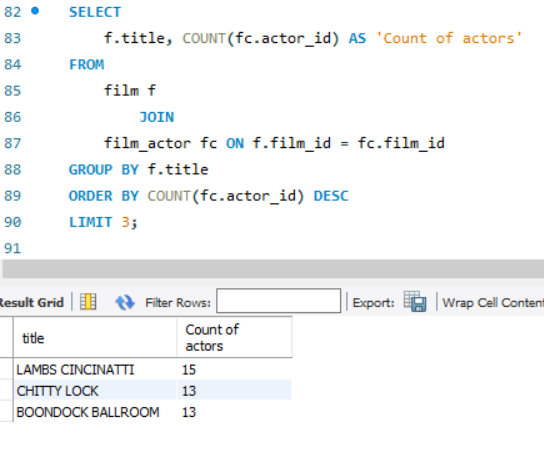 82 SELECT
83 f.title, COUNT(fc.actor_id) AS 'Count of actors'
84 FROM
85 film f
86 JOIN
87 film_actor fc ON f.film_id = fc.film_id
88 GROUP BY f.title
89 ORDER BY COUNT(fc.actor_id) DESC
90 LIMIT 3;
91
Result Grid Filter Rows: Export: Wrap Cell Content
title Count of
actors
LAMBS CINCINATTI 15
CHITTY LOCK 13
BOONDOCK BALLROOM 13